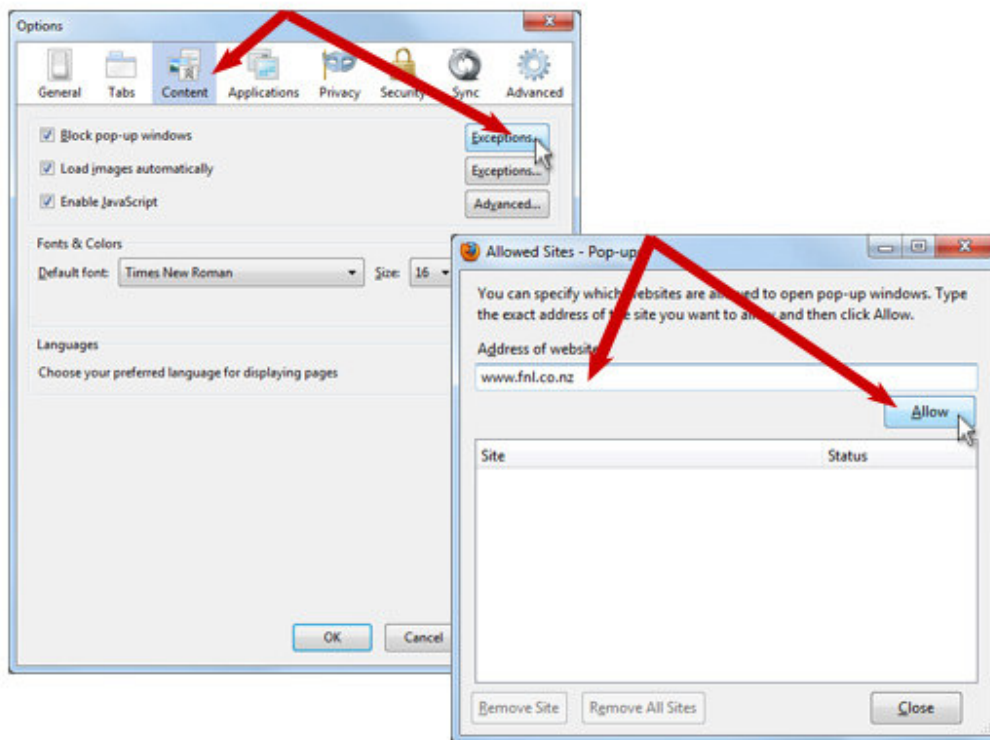 Options
General Tabs Content Applications Privacy Security Sync Advanced
Block pop-up windows Exceptions...
Load images automatically Exceptions...
Enable JavaScript Advanced...
Fonts & Colors
Default font: Times New Roman Size: 16
Languages
Choose your preferred language for displaying pages
OK Cancel
Allowed Sites - Pop-up
You can specify which websites are allowed to open pop-up windows. Type
the exact address of the site you want to allow and then click Allow.
Address of website
www.fnl.co.nz
Allow
Site Status
Remove Site Remove All Sites Close